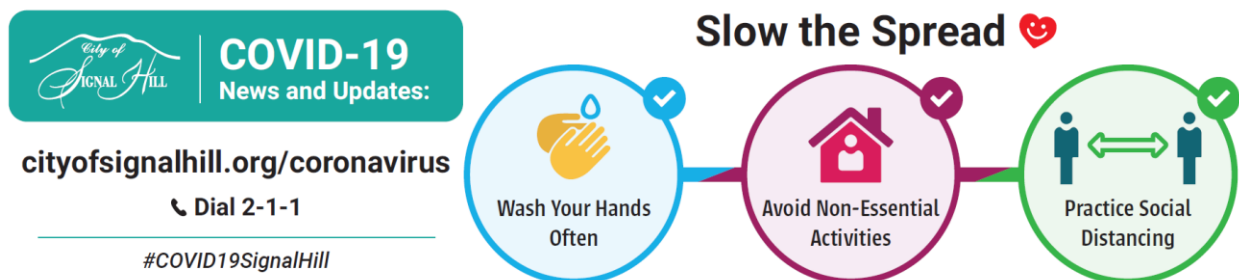 City of
SIGNAL HILL
COVID-19
News and Updates:
cityofsignalhill.org/coronavirus
Dial 2-1-1
#COVID19SignalHill
Slow the Spread
Wash Your Hands
Often
Avoid Non-Essential
Activities
Practice Social
Distancing